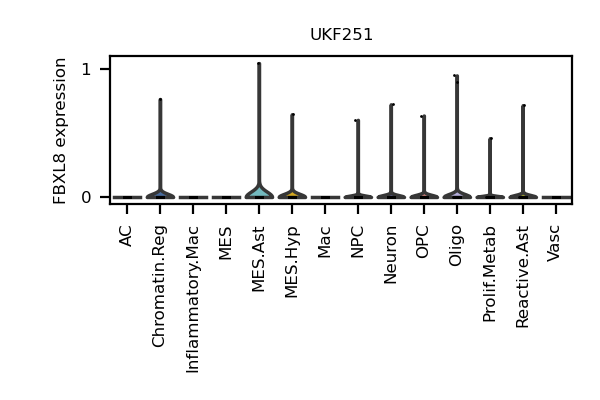 UKF251
FBXL8 expression
1
0
AC
Chromatin.Reg
Inflammatory.Mac
MES
MES.Ast
MES.Hyp
Mac
NPC
Neuron
OPC
Oligo
Prolif.Metab
Reactive.Ast
Vasc